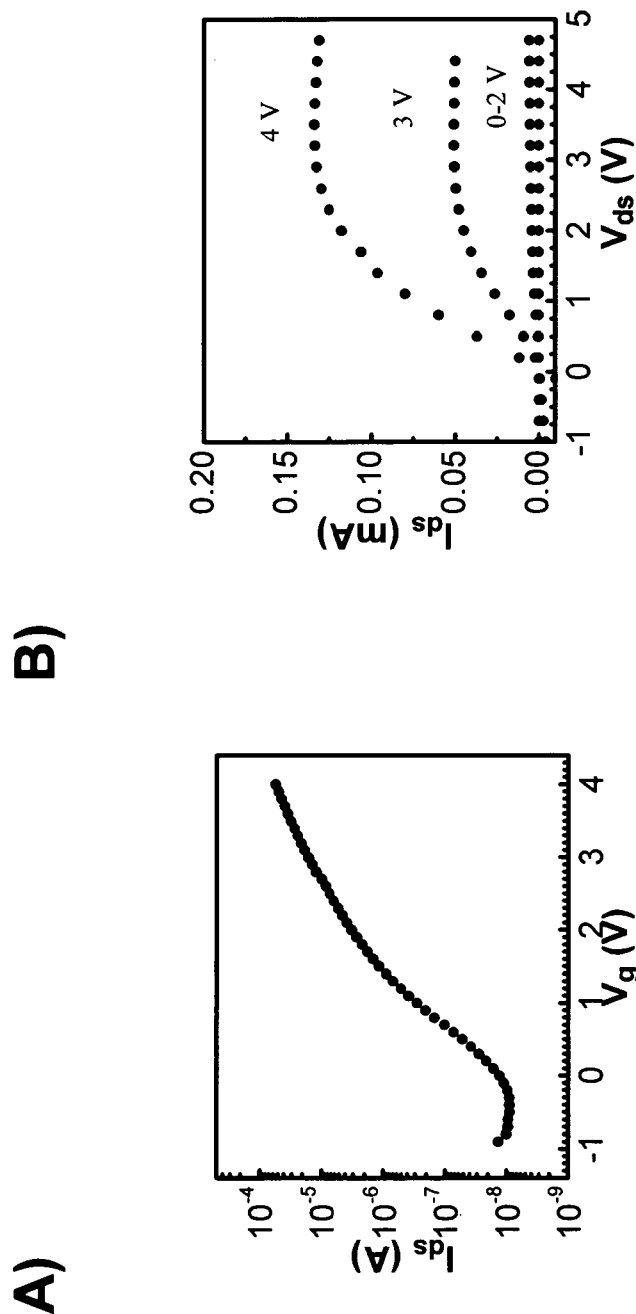 A)
I_ds (A)
10^-4
10^-5
10^-6
10^-7
10^-8
10^-9
-1 0 1 2 3 4
V_g (V)
B)
I_ds (mA)
0.20
0.15
0.10
0.05
0.00
4 V
3 V
0-2 V
-1 0 1 2 3 4 5
V_ds (V)